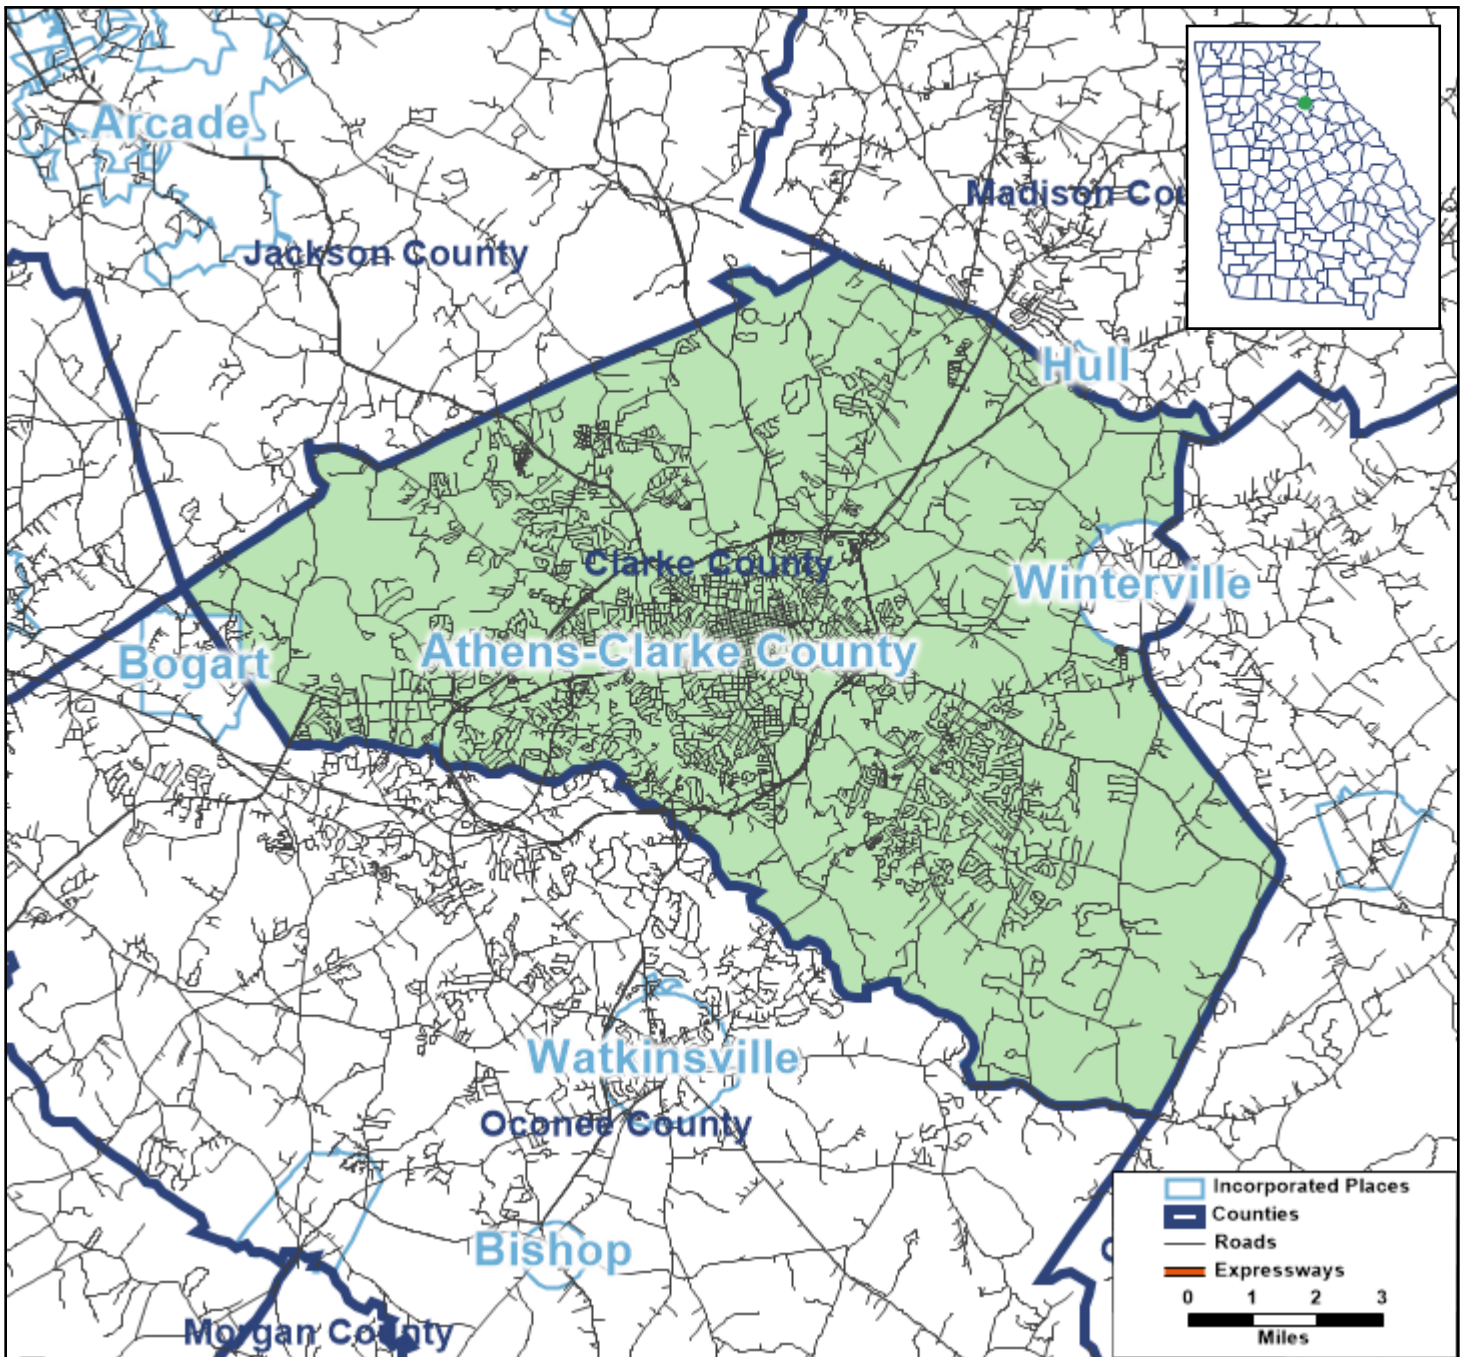 Arcade
Madison Cou
Jackson County
Hull
Clarke County
Winterville
Athens-Clarke County
Bogart
Watkinsville
Oconee County
Bishop
Morgan County
Incorporated Places
Counties
Roads
Expressways
0 1 2 3
Miles